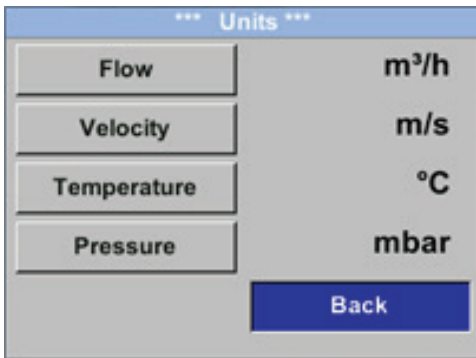 *** Units ***
Flow m³/h
Velocity m/s
Temperature °C
Pressure mbar
Back